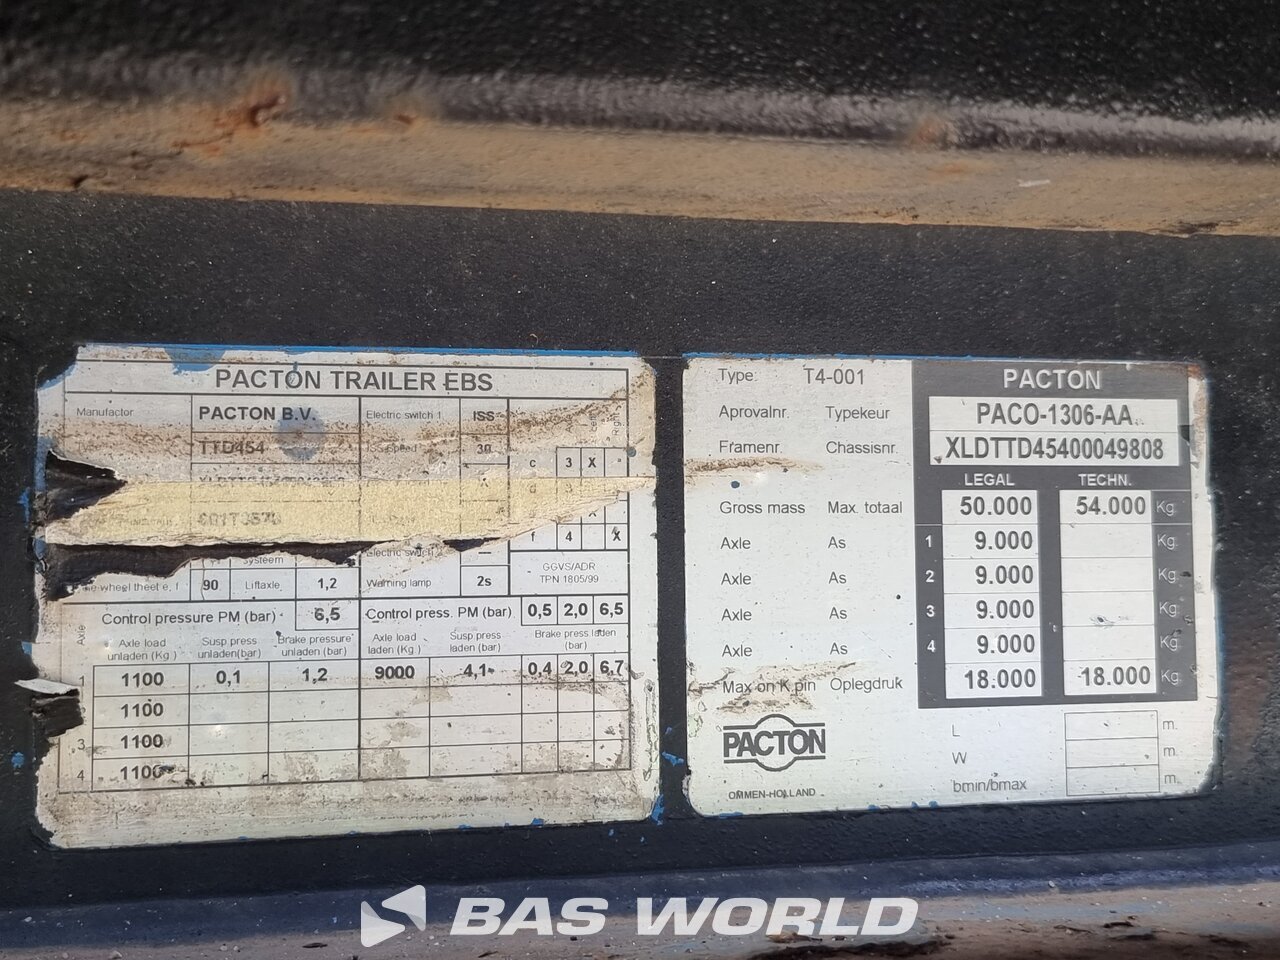 PACTON TRAILER EBS
Manufactor PACTON B.V. Electric switch 1 ISS
TTD454 speed 30
c 3 X
f 4 X
Electric switch
systeem
wheel theet e, f 90 Liftaxle 1,2 Warning lamp 2s
GGVS/ADR
TPN 1805/99
Control pressure PM (bar) 6,5 Control press. PM (bar) 0,5 2,0 6,5
Axle
Axle load unladen (Kg.) Susp press unladen(bar) Brake pressure unladen (bar) Axle load laden (Kg.) Susp press laden (bar) Brake press.laden (bar)
1 1100 0,1 1,2 9000 4,1 0,4 2,0 6,7
1100
3 1100
4 1100
Type: T4-001
PACTON
Aprovalnr. Typekeur PACO-1306-AA
Framenr. Chassisnr. XLDTTD45400049808
LEGAL TECHN.
Gross mass Max. totaal 50.000 54.000 Kg
Axle As 1 9.000 Kg
Axle As 2 9.000 Kg
Axle As 3 9.000 Kg
Axle As 4 9.000 Kg
Max on K.pin Oplegdruk 18.000 18.000 Kg
PACTON
OMMEN-HOLLAND
L m.
W m.
bmin/bmax m.
BAS WORLD